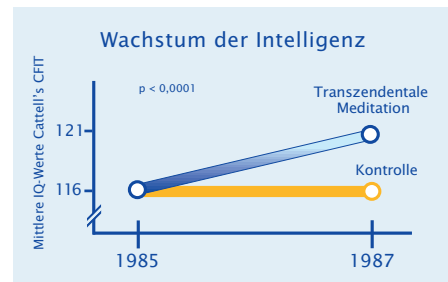 Wachstum der Intelligenz
p < 0,0001
Mittlere IQ-Werte Cattell's CFIT
Transzendentale
Meditation
121
Kontrolle
116
1985
1987